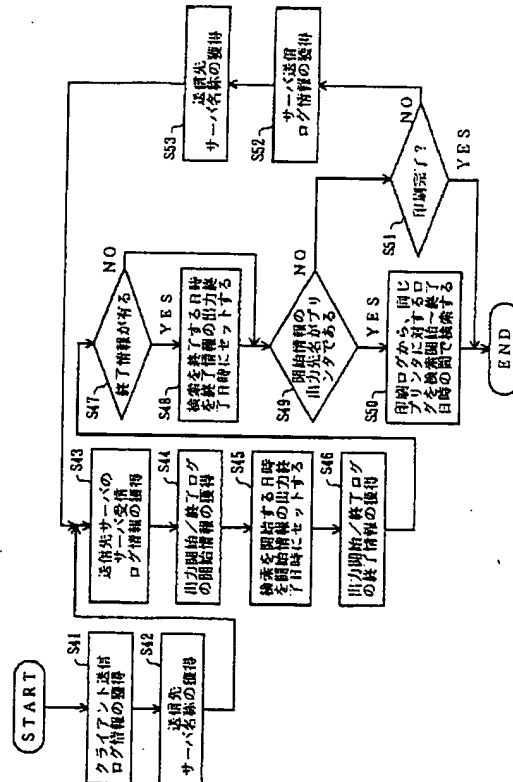 START
S41
クライアント送信
ログ情報の獲得
S42
送信先
サーバ名称の獲得
S43
送信先サーバの
サーバ受信
ログ情報の獲得
S44
出力開始/終了ログ
の開始情報の獲得
S45
検索を開始する日時
を開始情報の出力終
了日時にセットする
S46
出力開始/終了ログ
の終了情報の獲得
S47
終了情報が有る
NO
YES
S48
検索を終了する日時
を終了情報の出力終
了日時にセットする
S49
開始情報の
出力先名がプリ
ンタである
NO
YES
S50
印刷ログから、同じ
プリンタに対するロ
グを検索開始~終了
日時の間で検索する
S51
印刷完了?
NO
YES
S52
サーバ送信
ログ情報の獲得
S53
送信先
サーバ名称の獲得
END